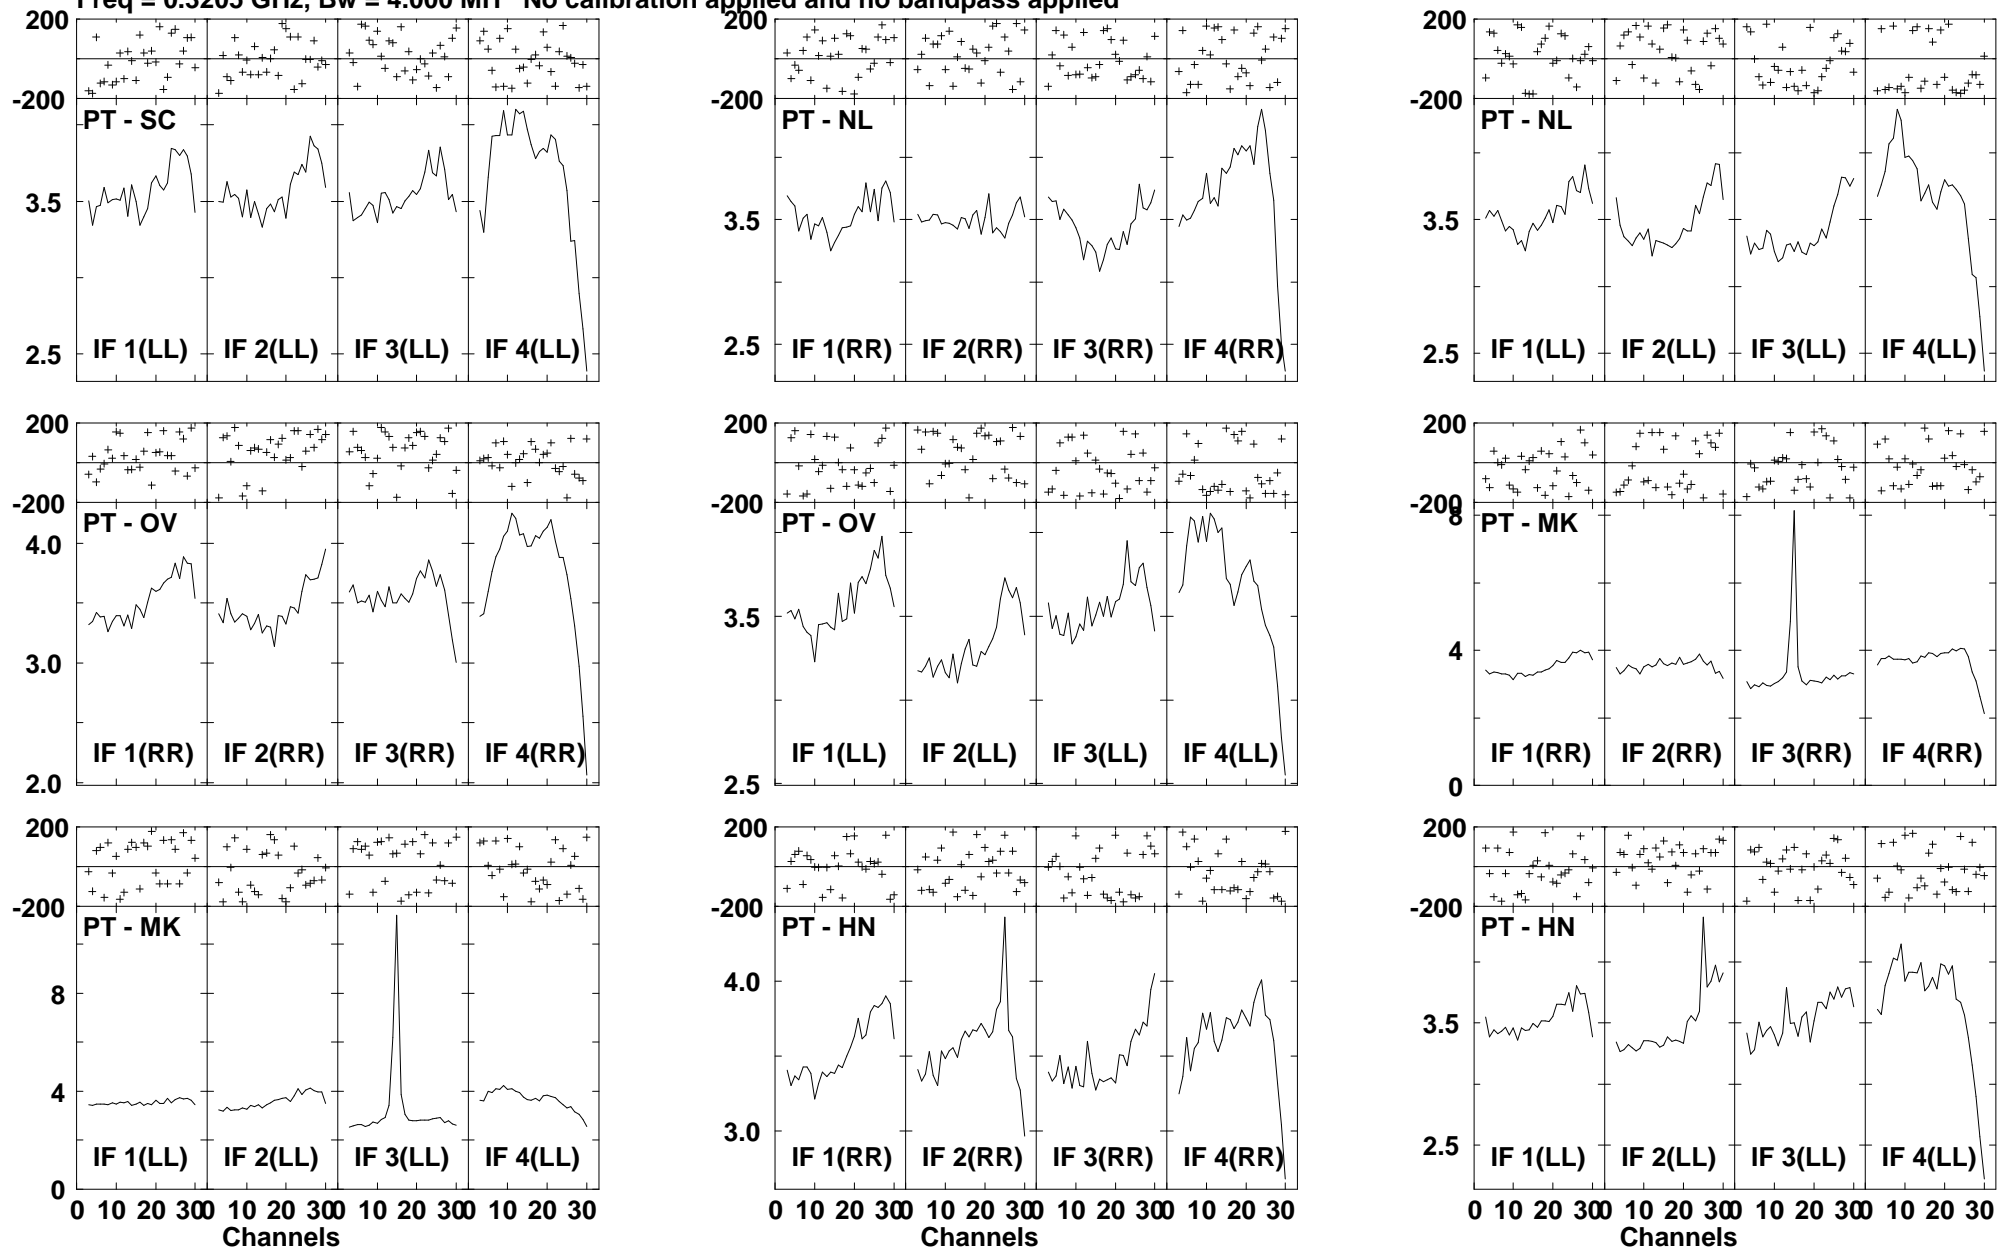 Freq = 0.3205 GHz, Bw = 4.000 MH No calibration applied and no bandpass applied
200 200 200
-200 -200 -200
PT - SC PT - NL PT - NL
3.5 3.5 3.5
2.5 2.5 2.5
IF 1(LL) IF 2(LL) IF 3(LL) IF 4(LL) IF 1(RR) IF 2(RR) IF 3(RR) IF 4(RR) IF 1(LL) IF 2(LL) IF 3(LL) IF 4(LL)
200 200 200
-200 -200 -200
PT - OV PT - OV PT - MK
8
4.0 3.5 4
3.0
IF 1(RR) IF 2(RR) IF 3(RR) IF 4(RR) IF 1(LL) IF 2(LL) IF 3(LL) IF 4(LL) IF 1(RR) IF 2(RR) IF 3(RR) IF 4(RR)
2.0 2.5 0
200 200 200
-200 -200 -200
PT - MK PT - HN PT - HN
8 4.0 3.5
4 3.0 2.5
IF 1(LL) IF 2(LL) IF 3(LL) IF 4(LL) IF 1(RR) IF 2(RR) IF 3(RR) IF 4(RR) IF 1(LL) IF 2(LL) IF 3(LL) IF 4(LL)
0
0 10 20 30 0 10 20 30 0 10 20 30 0 10 20 30 0 10 20 30 0 10 20 30 0 10 20 30 0 10 20 30 0 10 20 30 0 10 20 30 0 10 20 30 0 10 20 30
Channels Channels Channels